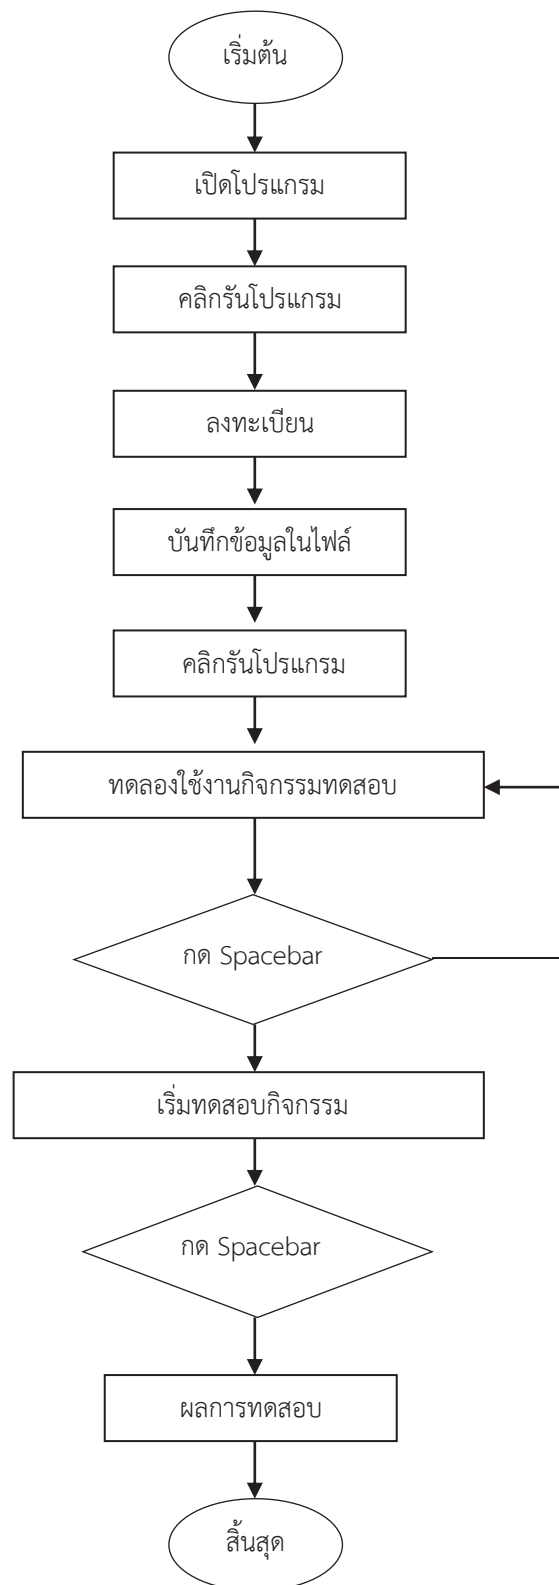 เริ่มต้น
เปิดโปรแกรม
คลิกรันโปรแกรม
ลงทะเบียน
บันทึกข้อมูลในไฟล์
คลิกรันโปรแกรม
ทดลองใช้งานกิจกรรมทดสอบ
กด Spacebar
เริ่มทดสอบกิจกรรม
กด Spacebar
ผลการทดสอบ
สิ้นสุด